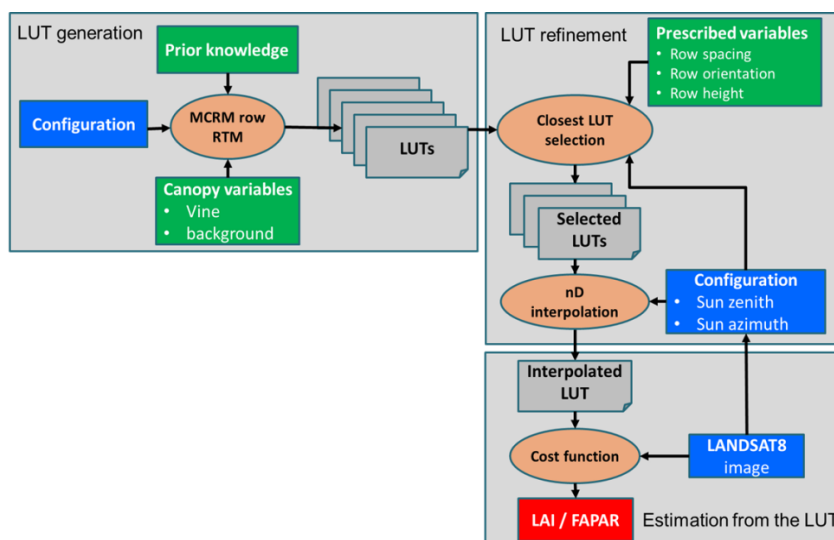 LUT generation
Prior knowledge
Configuration
MCRM row
RTM
LUTs
Canopy variables
• Vine
• background
LUT refinement
Prescribed variables
• Row spacing
• Row orientation
• Row height
Closest LUT
selection
Selected
LUTs
nD
interpolation
Configuration
• Sun zenith
• Sun azimuth
Interpolated
LUT
Cost function
LANDSAT8
image
LAI / FAPAR
Estimation from the LUT